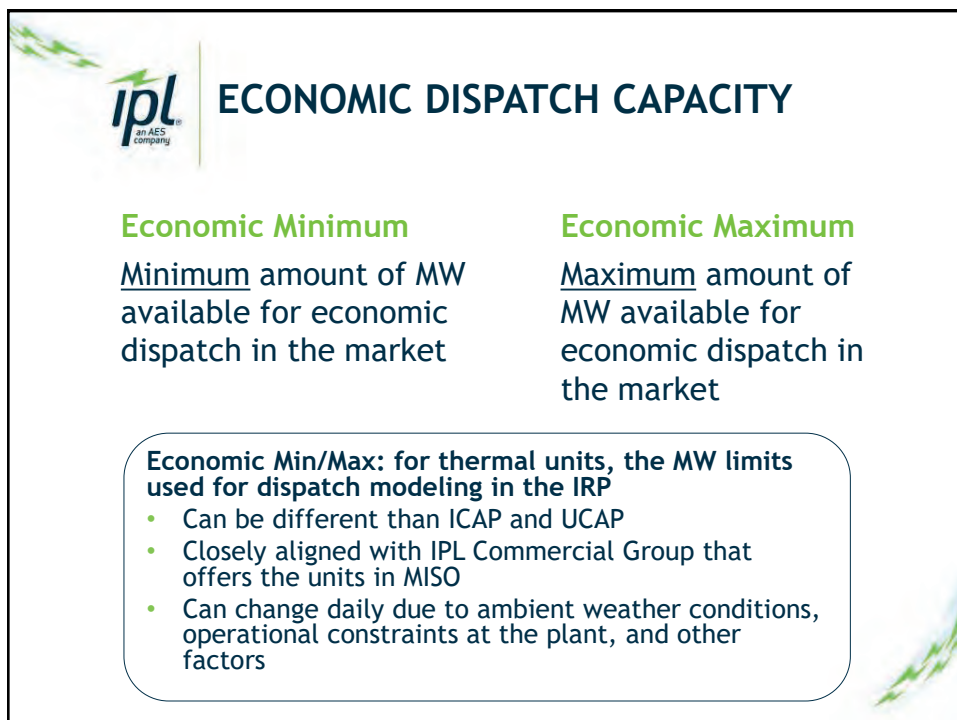 ipl
an AES
company
ECONOMIC DISPATCH CAPACITY
Economic Minimum
Minimum amount of MW
available for economic
dispatch in the market
Economic Maximum
Maximum amount of
MW available for
economic dispatch in
the market
Economic Min/Max: for thermal units, the MW limits
used for dispatch modeling in the IRP
• Can be different than ICAP and UCAP
• Closely aligned with IPL Commercial Group that
offers the units in MISO
• Can change daily due to ambient weather conditions,
operational constraints at the plant, and other
factors